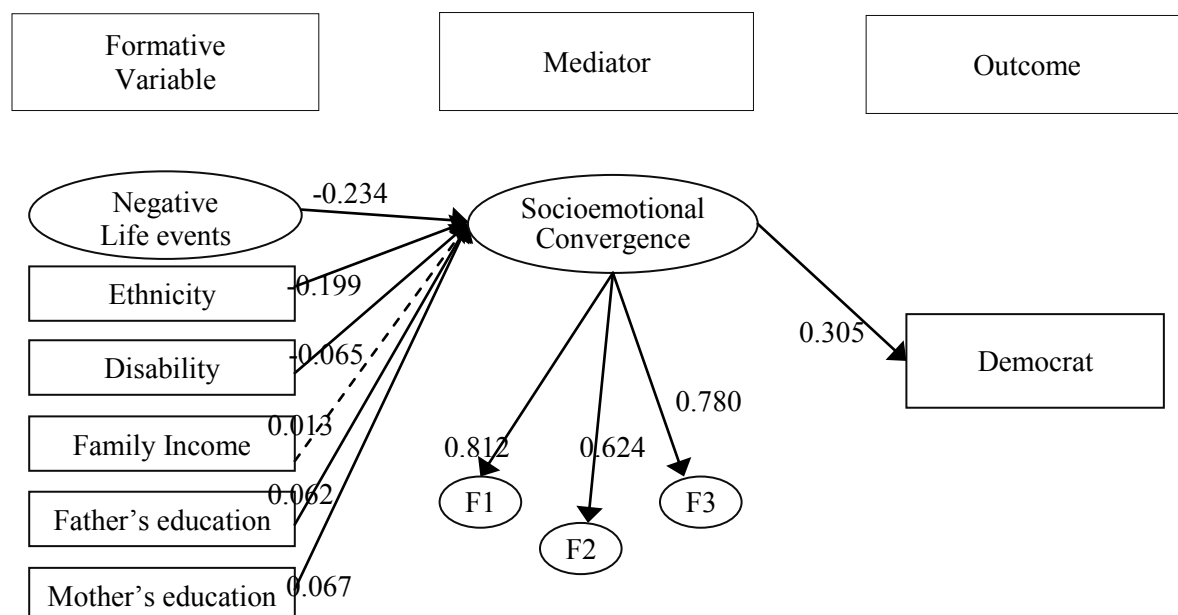 Formative
Variable
Mediator
Outcome
Negative
Life events
-0.234
Socioemotional
Convergence
Ethnicity
-0.199
Disability
-0.065
0.305
Democrat
Family Income
0.013
0.812
0.624
0.780
Father’s education
0.062
F1
F2
F3
Mother’s education
0.067